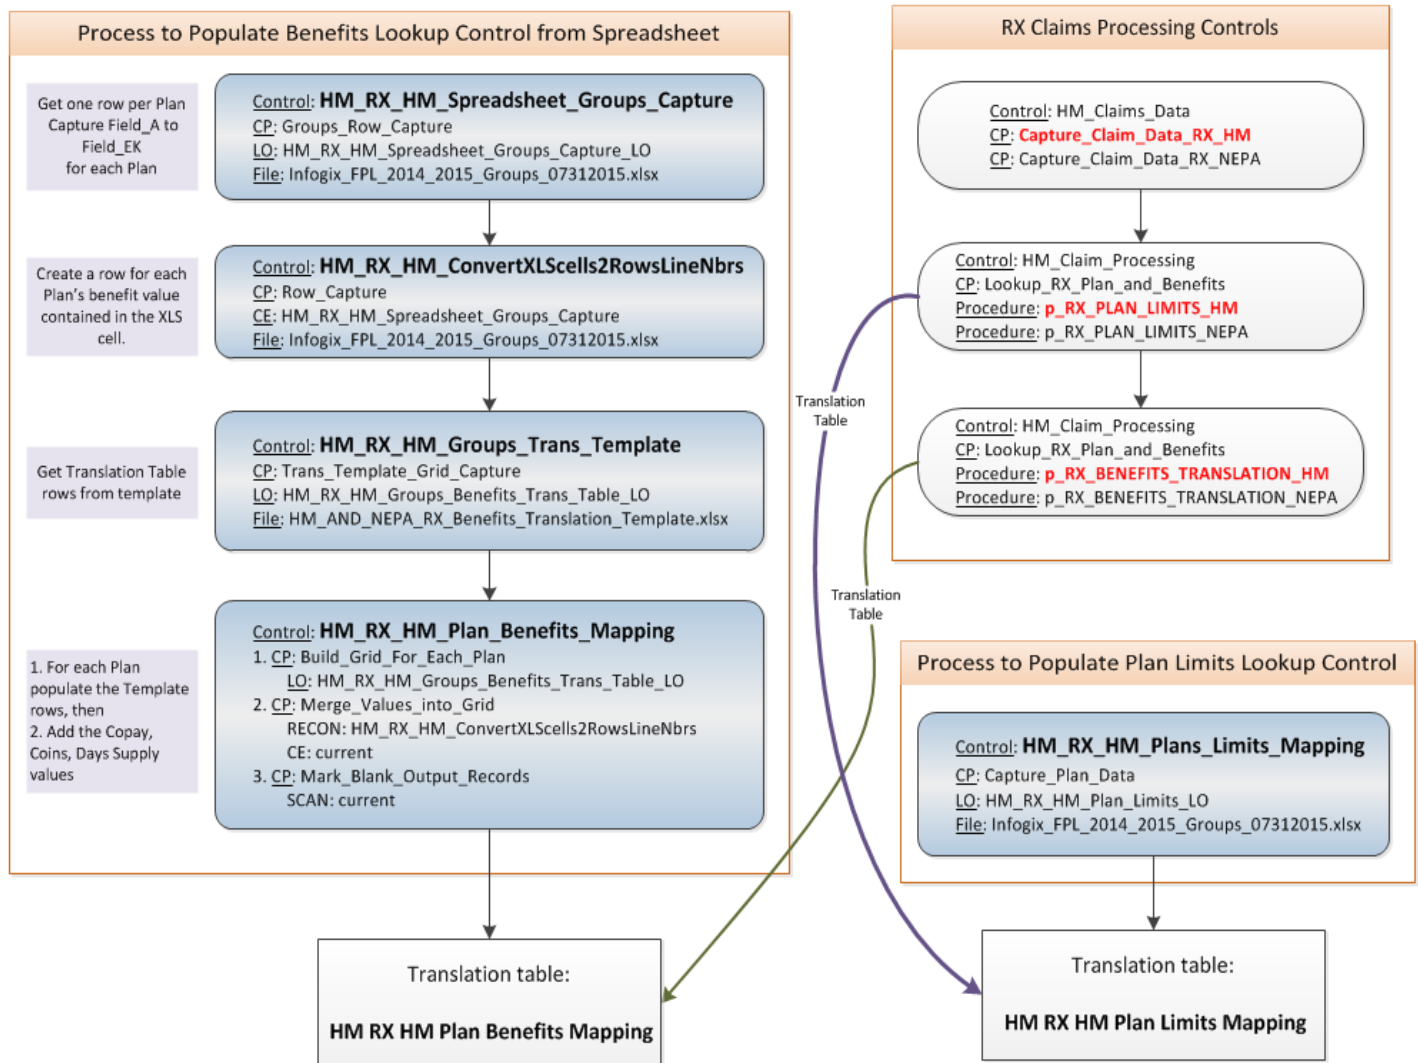 Process to Populate Benefits Lookup Control from Spreadsheet
Get one row per Plan
Capture Field_A to
Field_EK
for each Plan
Control: HM_RX_HM_Spreadsheet_Groups_Capture
CP: Groups_Row_Capture
LO: HM_RX_HM_Spreadsheet_Groups_Capture_LO
File: Infogix_FPL_2014_2015_Groups_07312015.xlsx
Create a row for each
Plan's benefit value
contained in the XLS
cell.
Control: HM_RX_HM_ConvertXLScells2RowsLineNbrs
CP: Row_Capture
CE: HM_RX_HM_Spreadsheet_Groups_Capture
File: Infogix_FPL_2014_2015_Groups_07312015.xlsx
Get Translation Table
rows from template
Control: HM_RX_HM_Groups_Trans_Template
CP: Trans_Template_Grid_Capture
LO: HM_RX_HM_Groups_Benefits_Trans_Table_LO
File: HM_AND_NEPA_RX_Benefits_Translation_Template.xlsx
1. For each Plan
populate the Template
rows, then
2. Add the Copay,
Coins, Days Supply
values
Control: HM_RX_HM_Plan_Benefits_Mapping
1. CP: Build_Grid_For_Each_Plan
LO: HM_RX_HM_Groups_Benefits_Trans_Table_LO
2. CP: Merge_Values_into_Grid
RECON: HM_RX_HM_ConvertXLScells2RowsLineNbrs
CE: current
3. CP: Mark_Blank_Output_Records
SCAN: current
Translation table:
HM RX HM Plan Benefits Mapping
RX Claims Processing Controls
Control: HM_Claims_Data
CP: Capture_Claim_Data_RX_HM
CP: Capture_Claim_Data_RX_NEPA
Control: HM_Claim_Processing
CP: Lookup_RX_Plan_and_Benefits
Procedure: p_RX_PLAN_LIMITS_HM
Procedure: p_RX_PLAN_LIMITS_NEPA
Translation
Table
Control: HM_Claim_Processing
CP: Lookup_RX_Plan_and_Benefits
Procedure: p_RX_BENEFITS_TRANSLATION_HM
Procedure: p_RX_BENEFITS_TRANSLATION_NEPA
Translation
Table
Process to Populate Plan Limits Lookup Control
Control: HM_RX_HM_Plans_Limits_Mapping
CP: Capture_Plan_Data
LO: HM_RX_HM_Plan_Limits_LO
File: Infogix_FPL_2014_2015_Groups_07312015.xlsx
Translation table:
HM RX HM Plan Limits Mapping